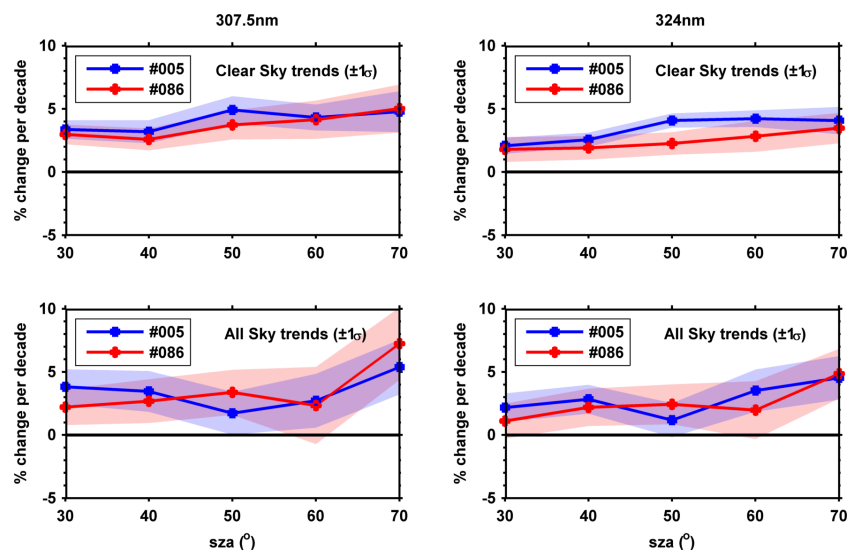 307.5nm
324nm
10
5
0
-5
% change per decade
#005
#086
Clear Sky trends (±1σ)
30 40 50 60 70
10
5
0
-5
% change per decade
#005
#086
Clear Sky trends (±1σ)
30 40 50 60 70
10
5
0
-5
% change per decade
#005
#086
All Sky trends (±1σ)
30 40 50 60 70
sza (º)
10
5
0
-5
% change per decade
#005
#086
All Sky trends (±1σ)
30 40 50 60 70
sza (º)